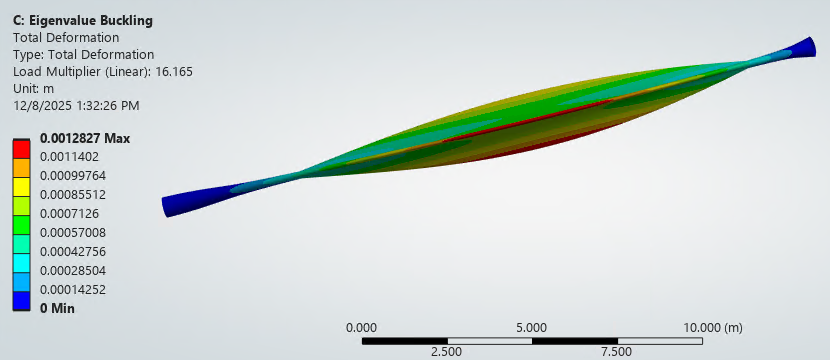 C: Eigenvalue Buckling
Total Deformation
Type: Total Deformation
Load Multiplier (Linear): 16.165
Unit: m
12/8/2025 1:32:26 PM
0.0012827 Max
0.0011402
0.00099764
0.00085512
0.0007126
0.00057008
0.00042756
0.00028504
0.00014252
0 Min
0.000 5.000 10.000 (m)
2.500 7.500